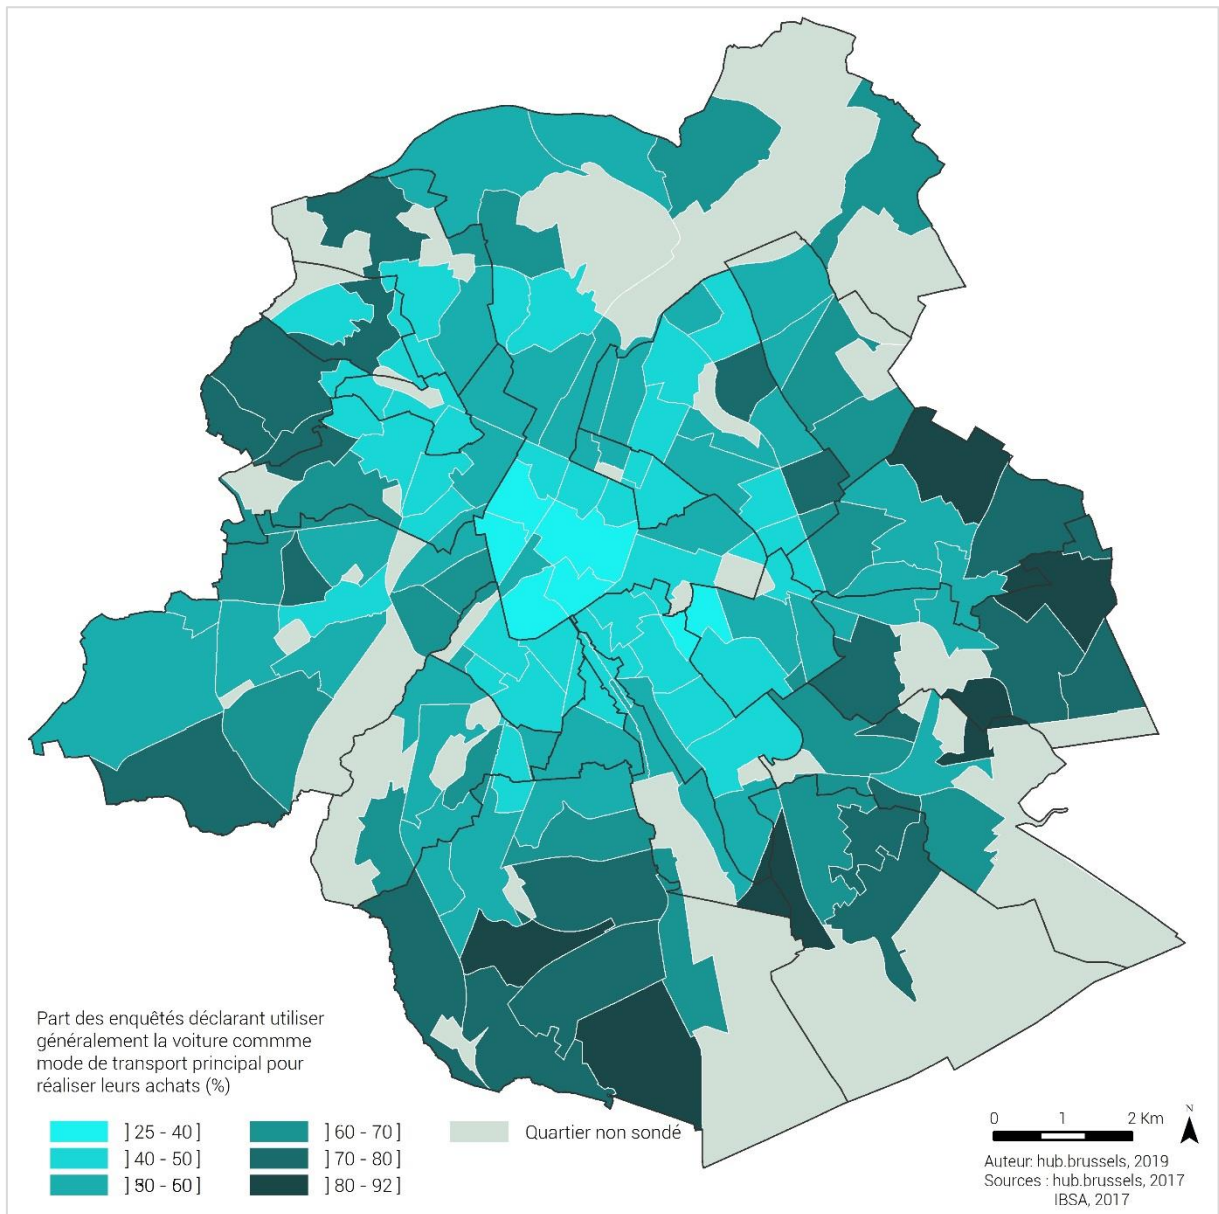 Part des enquêtés déclarant utiliser
généralement la voiture commme
mode de transport principal pour
réaliser leurs achats (%)
] 25 - 40 ]
] 40 - 50 ]
] 50 - 60 ]
] 60 - 70 ]
] 70 - 80 ]
] 80 - 92 ]
Quartier non sondé
0 1 2 Km
N
Auteur: hub.brussels, 2019
Sources : hub.brussels, 2017
IBSA, 2017